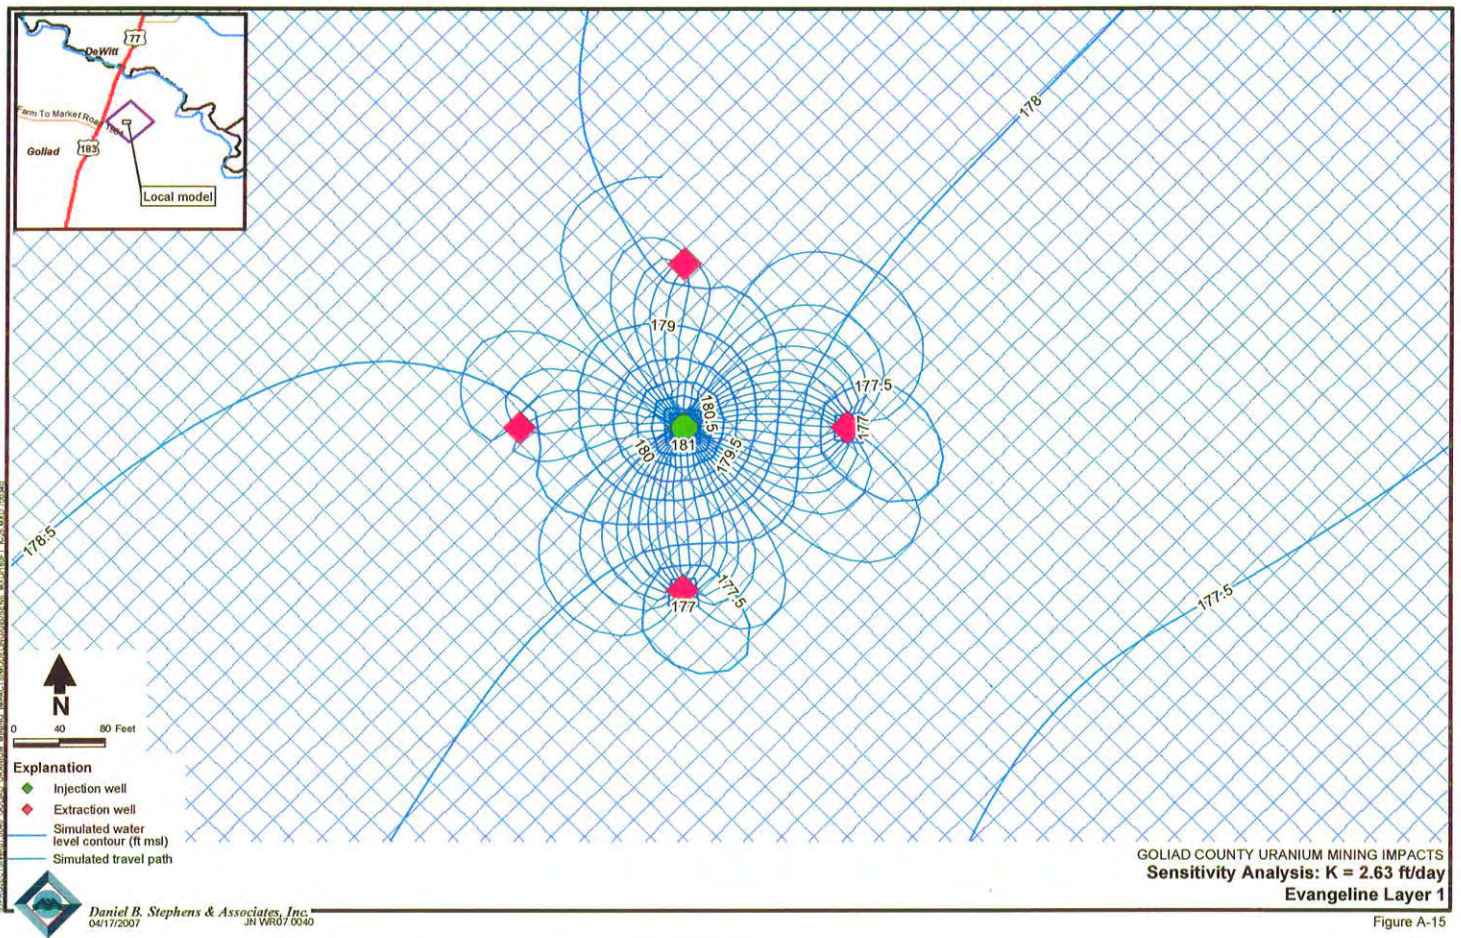 77
DeWitt
Farm To Market Road
183
Goliad
Local model
178
179
177.5
180.5
177
181
180
179.5
178.5
177.5
177.5
177
N
0 40 80 Feet
Explanation
Injection well
Extraction well
Simulated water
level contour (ft msl)
Simulated travel path
GOLIAD COUNTY URANIUM MINING IMPACTS
Sensitivity Analysis: K = 2.63 ft/day
Evangeline Layer 1
Daniel B. Stephens & Associates, Inc.
04/17/2007 JN WR07.0040
Figure A-15